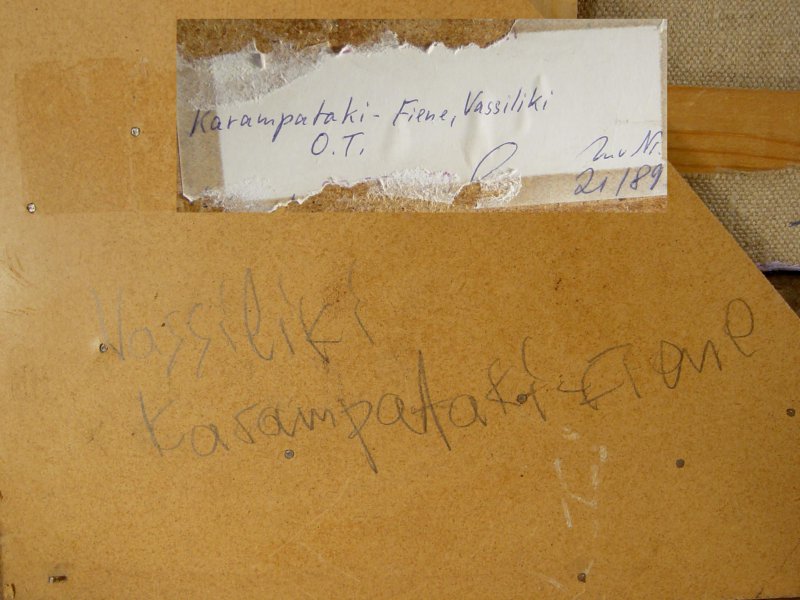 Karampataki - Fiene, Vassiliki
O.T.
Inv Nr.
21/89
Vassiliki
Karampataki-Fiene